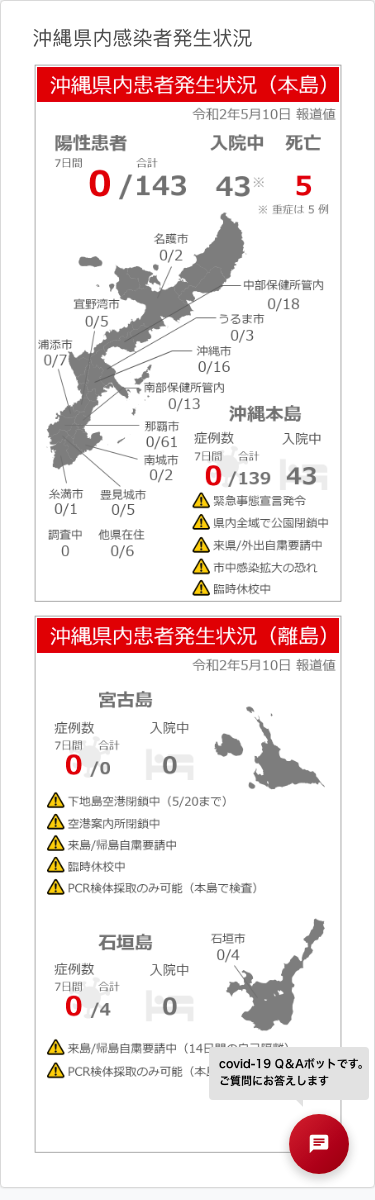 沖縄県内感染者発生状況
沖縄県内患者発生状況（本島）
令和2年5月10日 報道値
陽性患者 入院中 死亡
7日間 合計
0 /143 43※ 5
※ 重症は 5 例
名護市
0/2
中部保健所管内
0/18
宜野湾市
0/5
うるま市
0/3
浦添市
0/7
沖縄市
0/16
南部保健所管内
0/13
那覇市
0/61
南城市
0/2
糸満市
0/1
豊見城市
0/5
調査中
0
他県在住
0/6
沖縄本島
症例数 入院中
7日間 合計
0 /139 43
緊急事態宣言発令
県内全域で公園閉鎖中
来県/外出自粛要請中
市中感染拡大の恐れ
臨時休校中
沖縄県内患者発生状況（離島）
令和2年5月10日 報道値
宮古島
症例数 入院中
7日間 合計
0 /0 0
下地島空港閉鎖中（5/20まで）
空港案内所閉鎖中
来島/帰島自粛要請中
臨時休校中
PCR検体採取のみ可能（本島で検査）
石垣島
石垣市
0/4
症例数 入院中
7日間 合計
0 /4 0
来島/帰島自粛要請中（14日間の自己隔離）
PCR検体採取のみ可能（本
covid-19 Q&Aボットです。
ご質問にお答えします